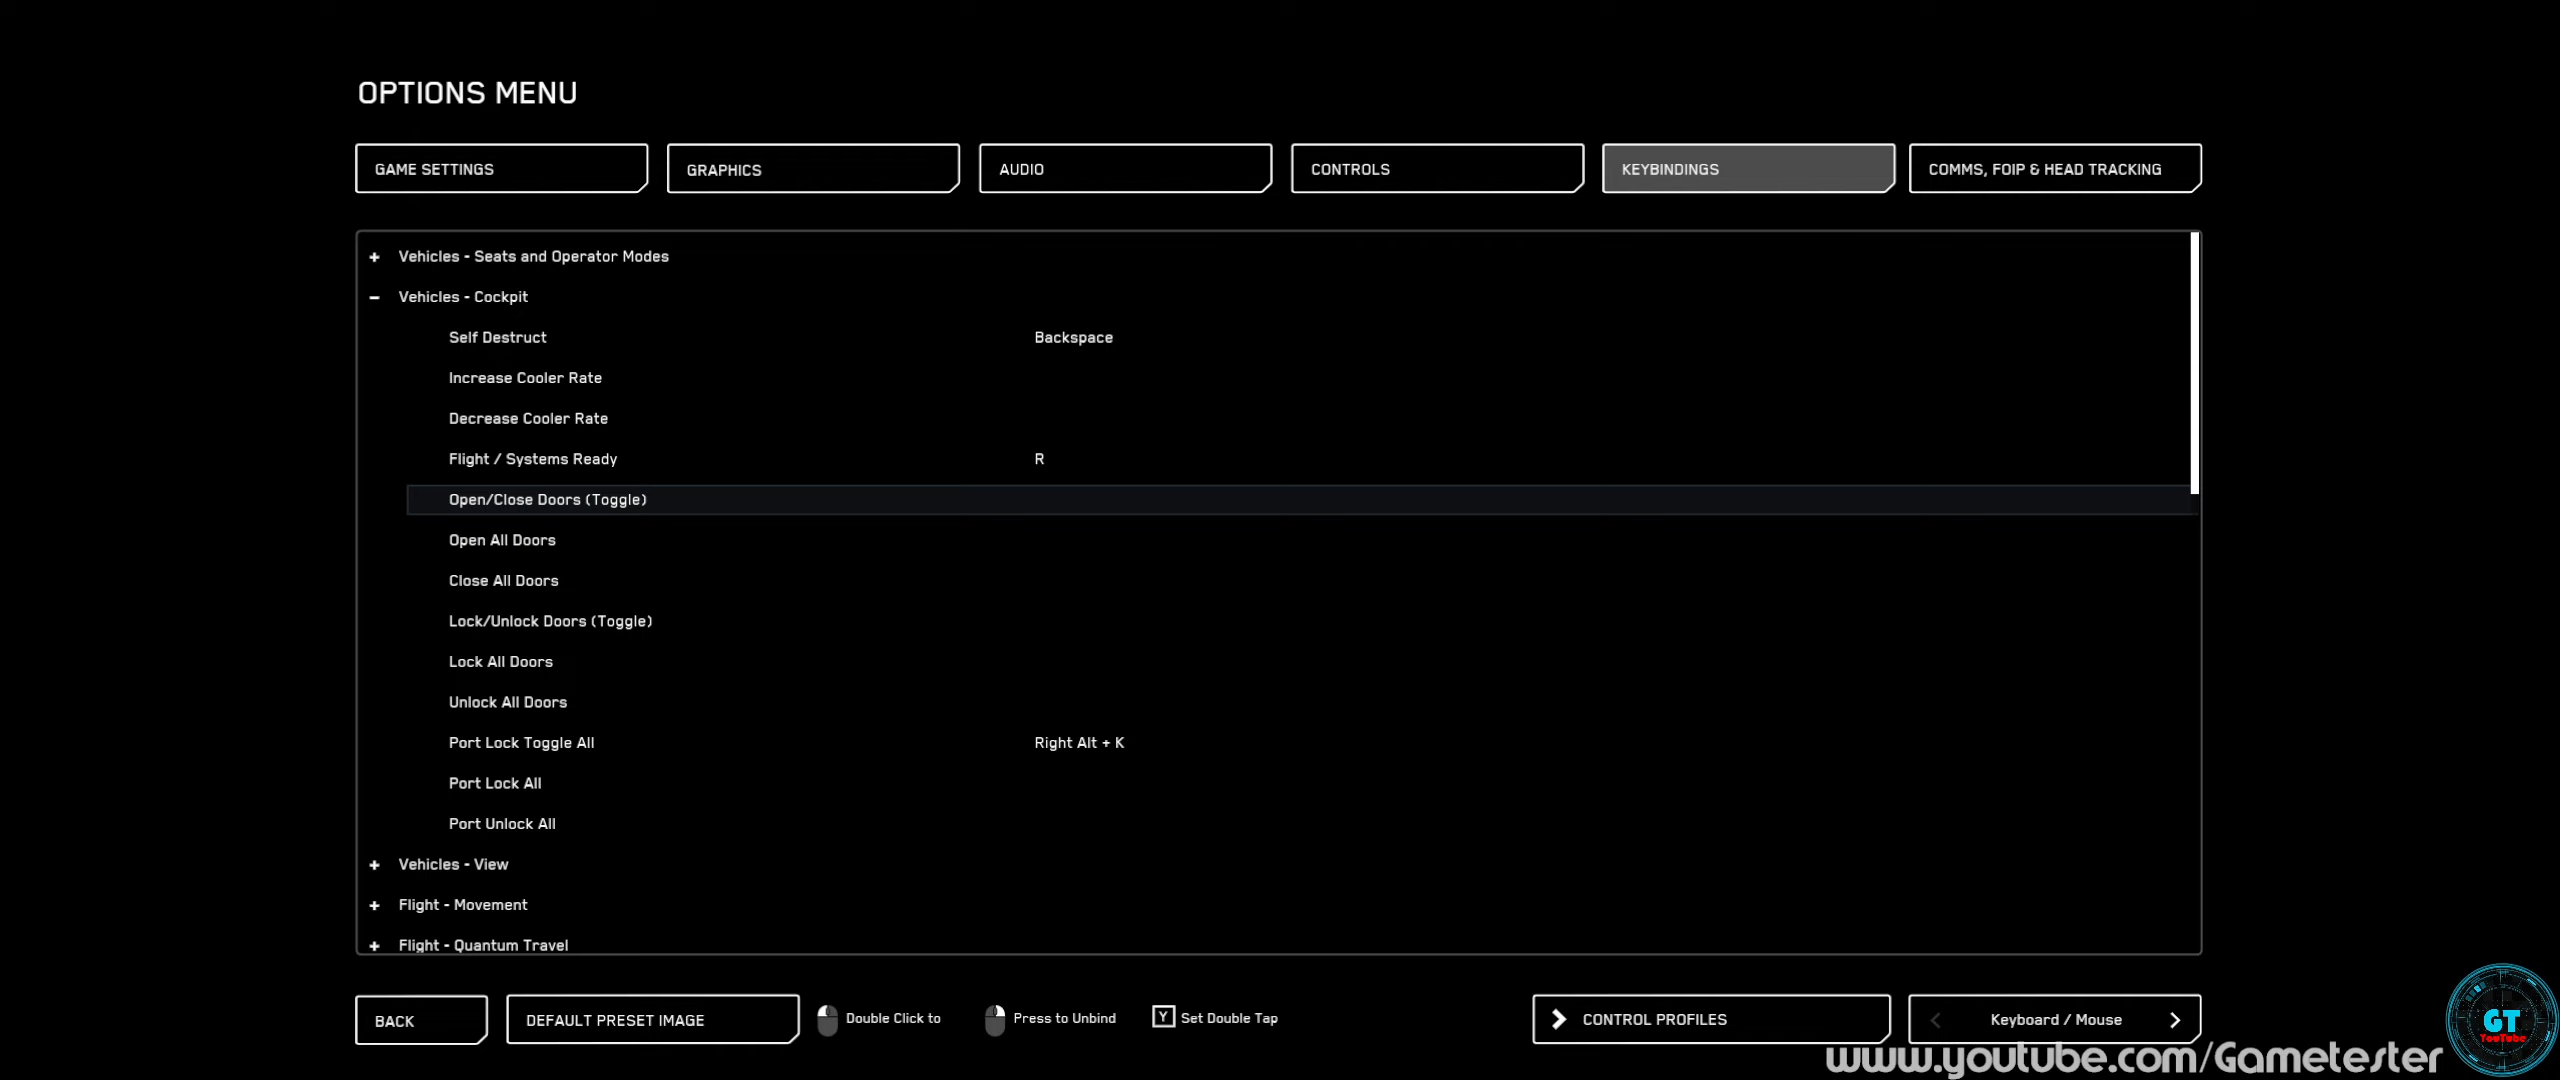 OPTIONS MENU
GAME SETTINGS
GRAPHICS
AUDIO
CONTROLS
KEYBINDINGS
COMMS, FOIP & HEAD TRACKING
+ Vehicles - Seats and Operator Modes
- Vehicles - Cockpit
Self Destruct Backspace
Increase Cooler Rate
Decrease Cooler Rate
Flight / Systems Ready R
Open/Close Doors (Toggle)
Open All Doors
Close All Doors
Lock/Unlock Doors (Toggle)
Lock All Doors
Unlock All Doors
Port Lock Toggle All Right Alt + K
Port Lock All
Port Unlock All
+ Vehicles - View
+ Flight - Movement
+ Flight - Quantum Travel
BACK
DEFAULT PRESET IMAGE
Double Click to
Press to Unbind
Y Set Double Tap
CONTROL PROFILES
Keyboard / Mouse
GT
YouTube
www.youtube.com/Gametester